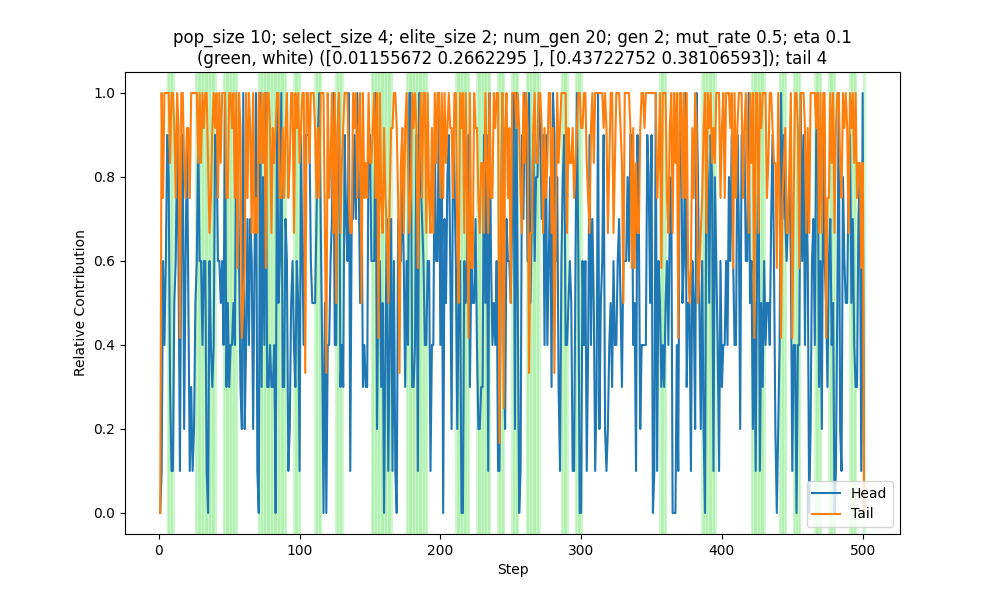 pop_size 10; select_size 4; elite_size 2; num_gen 20; gen 2; mut_rate 0.5; eta 0.1
(green, white) ([0.01155672 0.2662295 ], [0.43722752 0.38106593]); tail 4
1.0
0.8
0.6
0.4
0.2
0.0
Relative Contribution
Head
Tail
0
100
200
300
400
500
Step